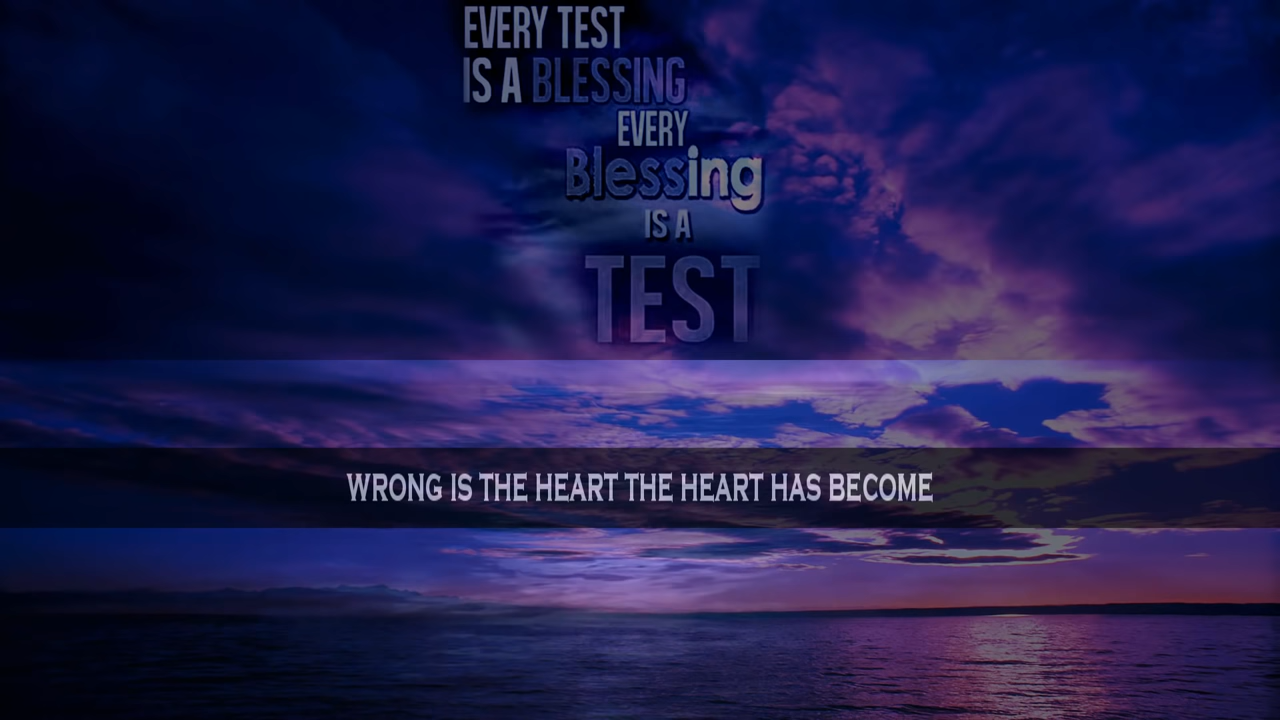 EVERY TEST
IS A BLESSING
EVERY
Blessing
IS A
TEST
WRONG IS THE HEART THE HEART HAS BECOME